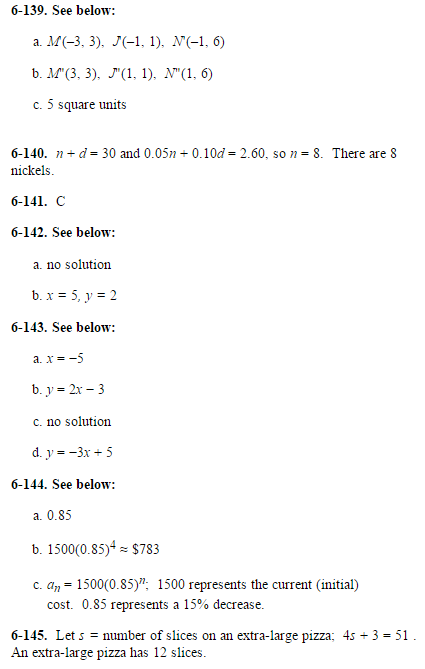 6-139. See below:
a. M'(–3, 3), J'(–1, 1), N'(–1, 6)
b. M"(3, 3), J"(1, 1), N"(1, 6)
c. 5 square units
6-140. n + d = 30 and 0.05n + 0.10d = 2.60, so n = 8. There are 8
nickels.
6-141. C
6-142. See below:
a. no solution
b. x = 5, y = 2
6-143. See below:
a. x = –5
b. y = 2x – 3
c. no solution
d. y = –3x + 5
6-144. See below:
a. 0.85
b. 1500(0.85)⁴ ≈ $783
c. aₙ = 1500(0.85)ⁿ; 1500 represents the current (initial)
cost. 0.85 represents a 15% decrease.
6-145. Let s = number of slices on an extra-large pizza; 4s + 3 = 51 .
An extra-large pizza has 12 slices.